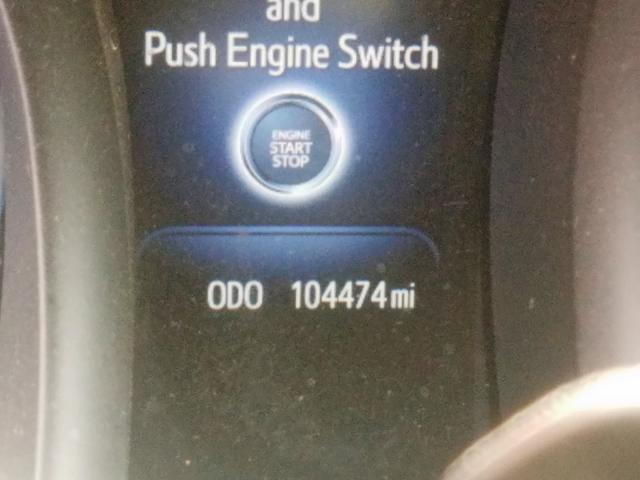 and
Push Engine Switch
ENGINE
START
STOP
ODO 104474 mi